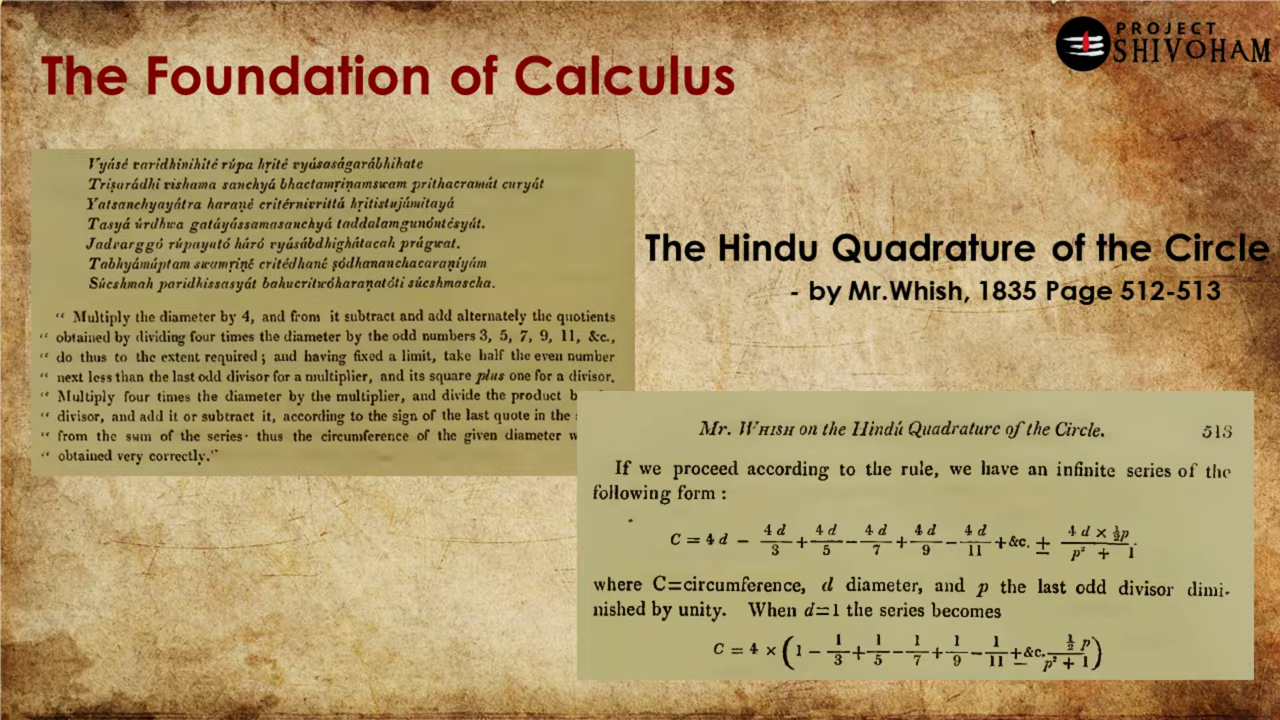 PROJECT
SHIVOHAM
The Foundation of Calculus
Vyásé varidhinihité rúpa hṛité vyásaságarábhihate
Triṣarádhi vishama sanchyá bhactamṛiṇamswam prithacramát curyát
Yatsanchyayátra haraṇé critérnivrittá hṛitistujámitayá
Tasyá úrdhwa gatáyássamasanchyá taddalamgunóntésyát.
Jadvarggó rúpayutó háró vyásábdhighátacah prágwat.
Tabhyámáptam swamṛiṇé critédhané ṣódhananchacaraṇíyám
Súcshmah paridhissasyát bahucritwóharaṇatóti súcshmascha.
“ Multiply the diameter by 4, and from it subtract and add alternately the quotients
“ obtained by dividing four times the diameter by the odd numbers 3, 5, 7, 9, 11, &c.,
“ do thus to the extent required; and having fixed a limit, take half the even number
“ next less than the last odd divisor for a multiplier, and its square plus one for a divisor.
“ Multiply four times the diameter by the multiplier, and divide the product b
“ divisor, and add it or subtract it, according to the sign of the last quote in the
“ from the sum of the series· thus the circumference of the given diameter w
“ obtained very correctly.”
The Hindu Quadrature of the Circle
- by Mr.Whish, 1835 Page 512-513
Mr. WHISH on the Hindú Quadrature of the Circle. 513
If we proceed according to the rule, we have an infinite series of the
following form :
C = 4 d − 4 d/3 + 4 d/5 − 4 d/7 + 4 d/9 − 4 d/11 + &c. ± 4 d × ½p / p² + 1
where C=circumference, d diameter, and p the last odd divisor dimi-
nished by unity. When d=1 the series becomes
C = 4 × (1 − 1/3 + 1/5 − 1/7 + 1/9 − 1/11 ± &c. ½ p / p² + 1)